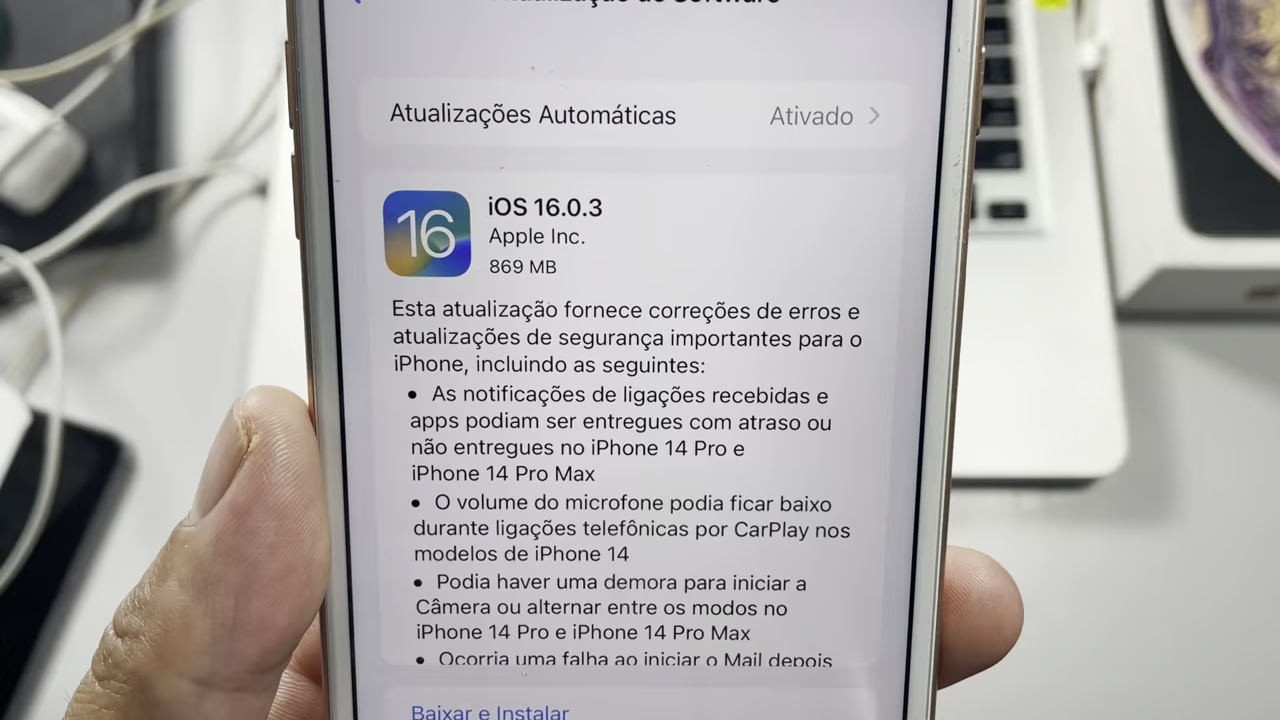 Atualização de Software
Atualizações Automáticas
Ativado
16
iOS 16.0.3
Apple Inc.
869 MB
Esta atualização fornece correções de erros e
atualizações de segurança importantes para o
iPhone, incluindo as seguintes:
• As notificações de ligações recebidas e
apps podiam ser entregues com atraso ou
não entregues no iPhone 14 Pro e
iPhone 14 Pro Max
• O volume do microfone podia ficar baixo
durante ligações telefônicas por CarPlay nos
modelos de iPhone 14
• Podia haver uma demora para iniciar a
Câmera ou alternar entre os modos no
iPhone 14 Pro e iPhone 14 Pro Max
• Ocorria uma falha ao iniciar o Mail depois
Baixar e Instalar